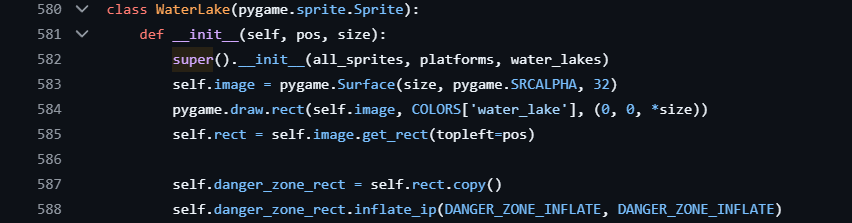 580 class WaterLake(pygame.sprite.Sprite):
581     def __init__(self, pos, size):
582         super().__init__(all_sprites, platforms, water_lakes)
583         self.image = pygame.Surface(size, pygame.SRCALPHA, 32)
584         pygame.draw.rect(self.image, COLORS['water_lake'], (0, 0, *size))
585         self.rect = self.image.get_rect(topleft=pos)
586
587         self.danger_zone_rect = self.rect.copy()
588         self.danger_zone_rect.inflate_ip(DANGER_ZONE_INFLATE, DANGER_ZONE_INFLATE)